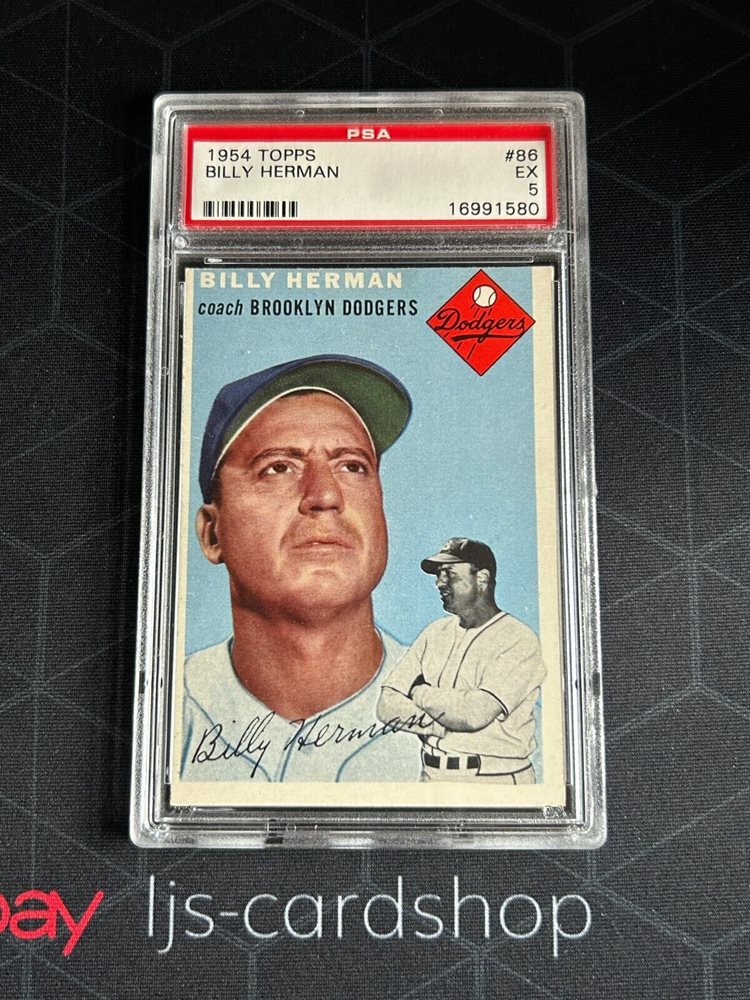 PSA
1954 TOPPS #86
BILLY HERMAN EX
5
16991580
BILLY HERMAN
coach BROOKLYN DODGERS
Dodgers
Billy Herman
bay ljs-cardshop